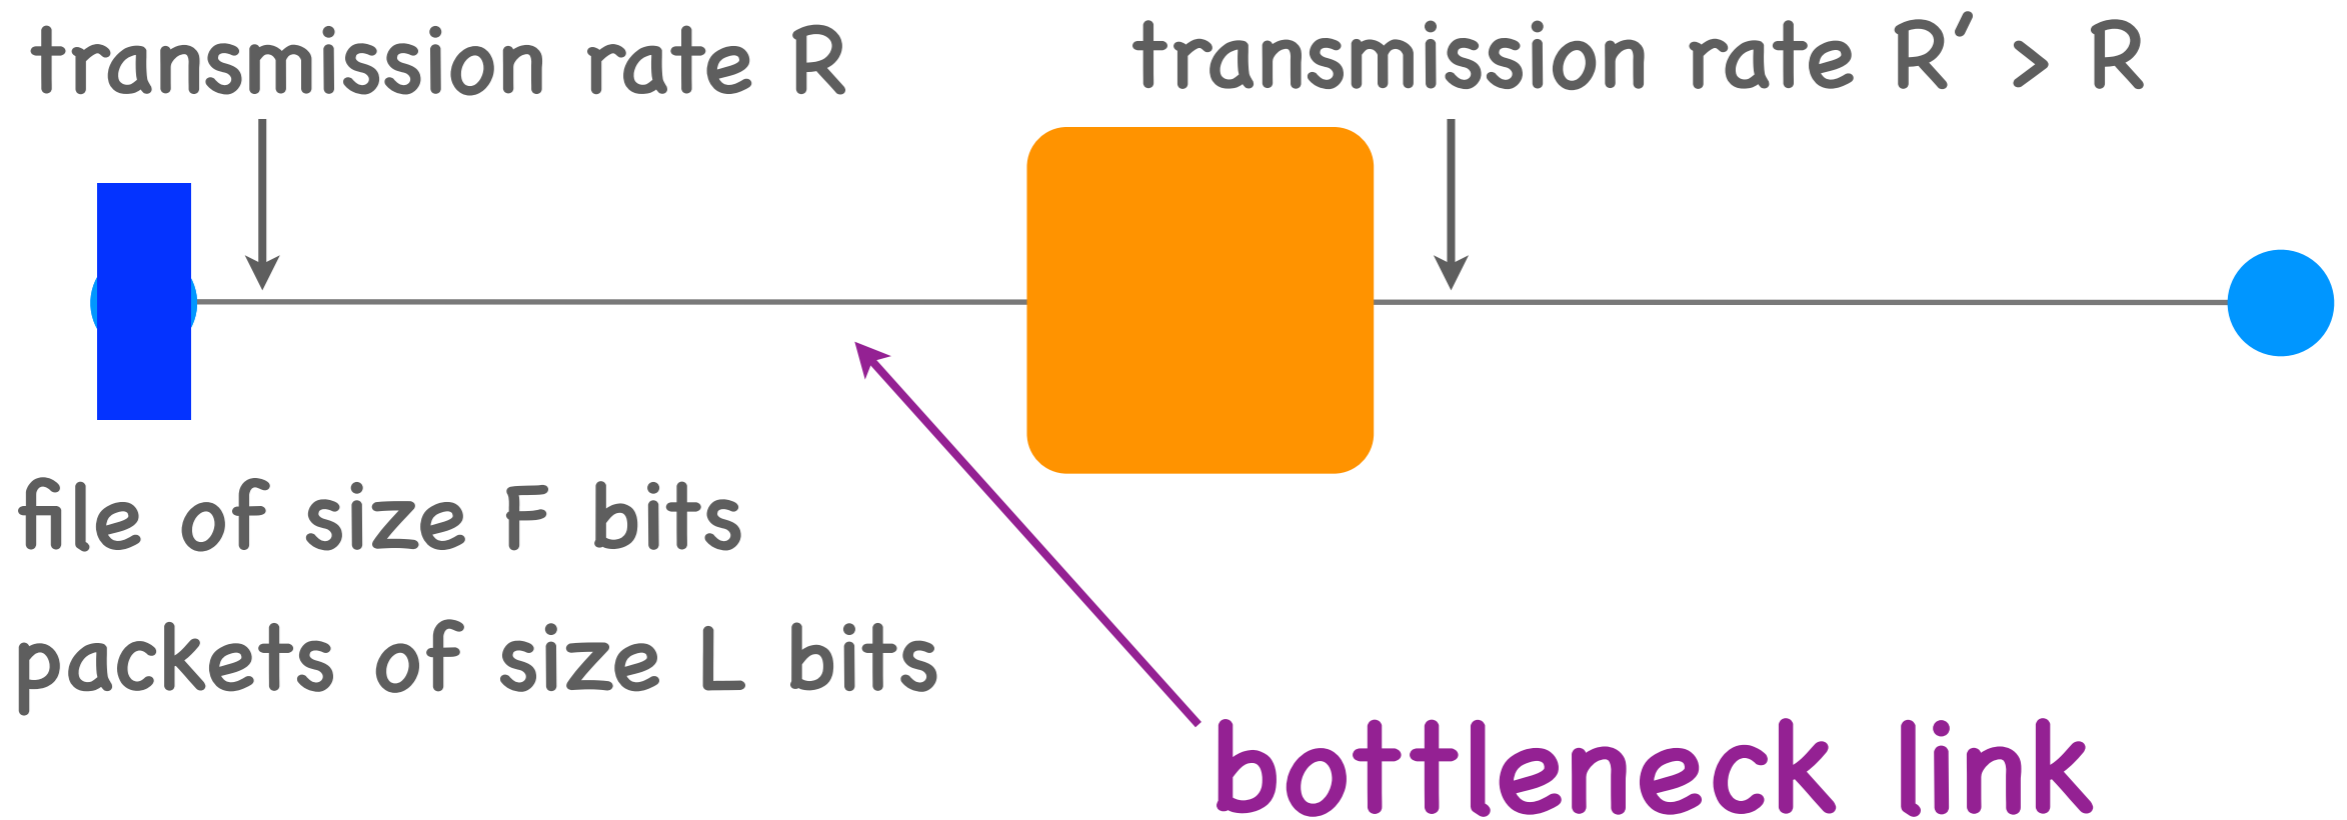 transmission rate R
transmission rate R′ > R
file of size F bits
packets of size L bits
bottleneck link